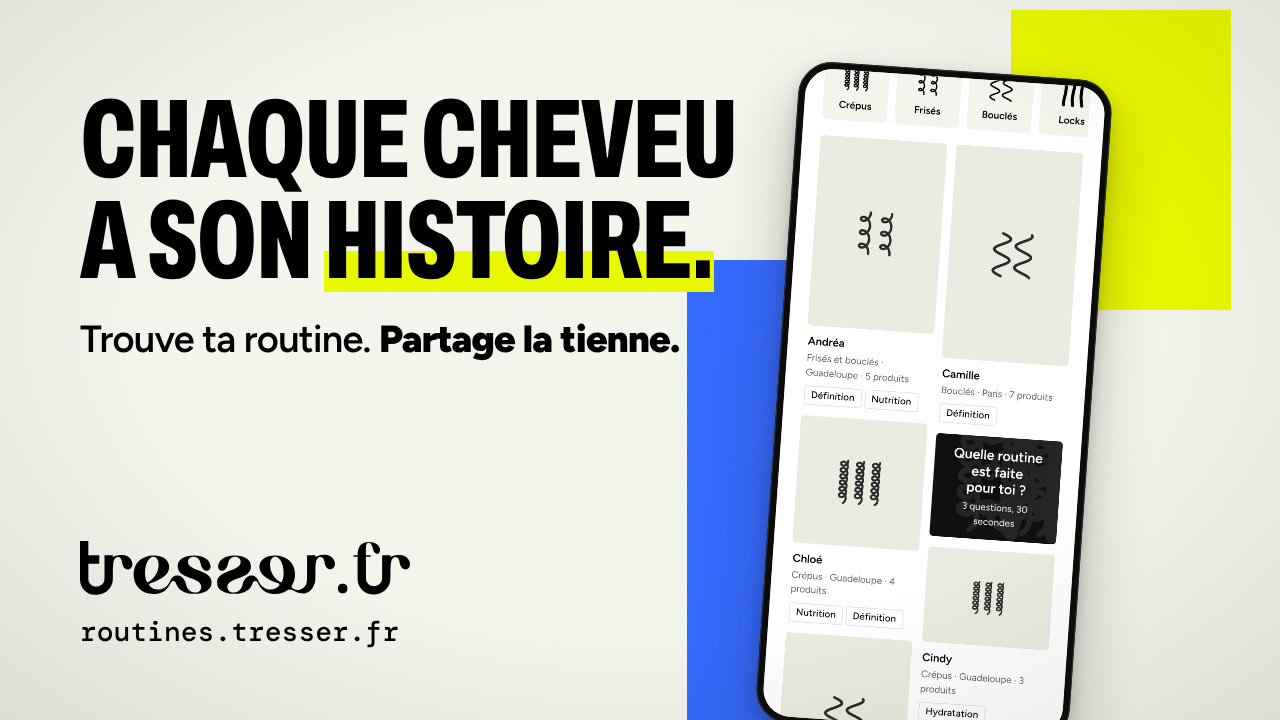 CHAQUE CHEVEU
A SON HISTOIRE.
Trouve ta routine. Partage la tienne.
tresser.fr
routines.tresser.fr
Crépus
Frisés
Bouclés
Locks
Andréa
Frisés et bouclés ·
Guadeloupe · 5 produits
Définition
Nutrition
Camille
Bouclés · Paris · 7 produits
Définition
Quelle routine
est faite
pour toi ?
3 questions, 30
secondes
Chloé
Crépus · Guadeloupe · 4
produits
Nutrition
Définition
Cindy
Crépus · Guadeloupe · 3
produits
Hydratation